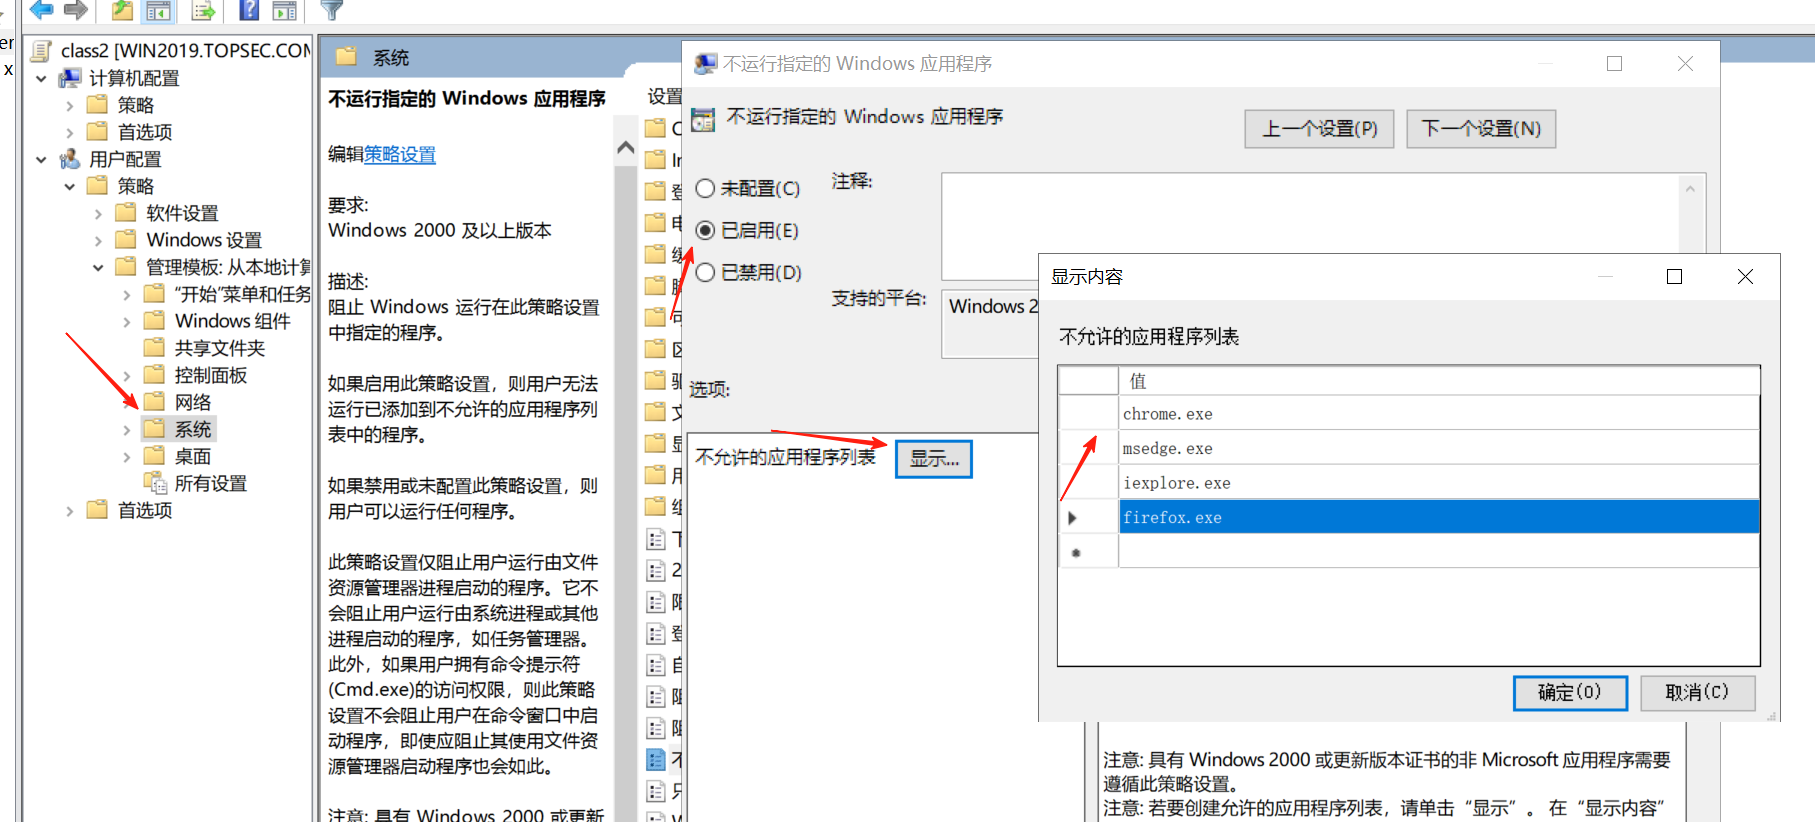 er
x
class2 [WIN2019.TOPSEC.COM
计算机配置
策略
首选项
用户配置
策略
软件设置
Windows 设置
管理模板: 从本地计算
“开始”菜单和任务
Windows 组件
共享文件夹
控制面板
网络
系统
桌面
所有设置
首选项
系统
不运行指定的 Windows 应用程序
编辑策略设置
要求:
Windows 2000 及以上版本
描述:
阻止 Windows 运行在此策略设置
中指定的程序。
如果启用此策略设置，则用户无法
运行已添加到不允许的应用程序列
表中的程序。
如果禁用或未配置此策略设置，则
用户可以运行任何程序。
此策略设置仅阻止用户运行由文件
资源管理器进程启动的程序。它不
会阻止用户运行由系统进程或其他
进程启动的程序，如任务管理器。
此外，如果用户拥有命令提示符
(Cmd.exe)的访问权限，则此策略
设置不会阻止用户在命令窗口中启
动程序，即使应阻止其使用文件资
源管理器启动程序也会如此。
注意: 具有 Windows 2000 或更新
设置
不运行指定的 Windows 应用程序
不运行指定的 Windows 应用程序
上一个设置(P)
下一个设置(N)
未配置(C)
注释:
已启用(E)
已禁用(D)
支持的平台:
Windows 2
选项:
不允许的应用程序列表
显示...
显示内容
不允许的应用程序列表
值
chrome.exe
msedge.exe
iexplore.exe
firefox.exe
确定(O)
取消(C)
注意: 具有 Windows 2000 或更新版本证书的非 Microsoft 应用程序需要
遵循此策略设置。
注意: 若要创建允许的应用程序列表，请单击“显示”。 在“显示内容”